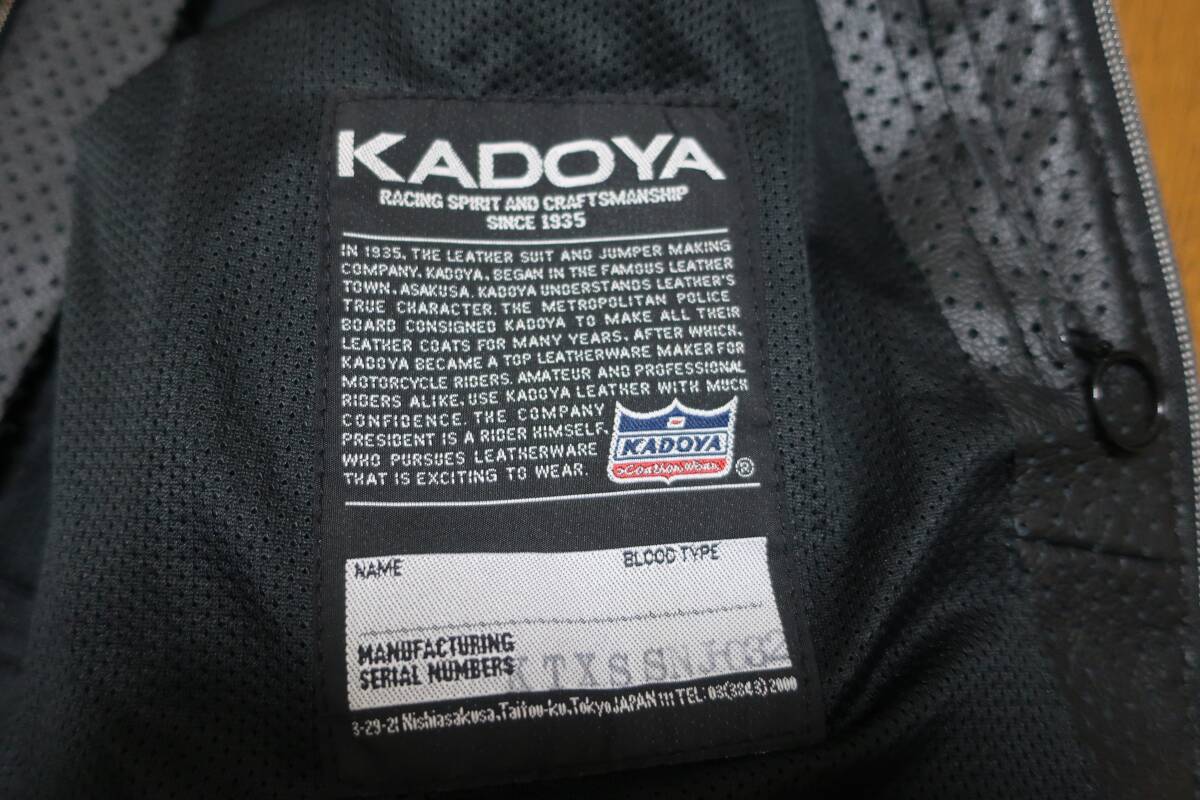 KADOYA
RACING SPIRIT AND CRAFTSMANSHIP
SINCE 1935
IN 1935, THE LEATHER SUIT AND JUMPER MAKING
COMPANY, KADOYA, BEGAN IN THE FAMOUS LEATHER
TOWN, ASAKUSA. KADOYA UNDERSTANDS LEATHER'S
TRUE CHARACTER. THE METROPOLITAN POLICE
BOARD CONSIGNED KADOYA TO MAKE ALL THEIR
LEATHER COATS FOR MANY YEARS. AFTER WHICH,
KADOYA BECAME A TOP LEATHERWARE MAKER FOR
MOTORCYCLE RIDERS. AMATEUR AND PROFESSIONAL
RIDERS ALIKE, USE KADOYA LEATHER WITH MUCH
CONFIDENCE. THE COMPANY
PRESIDENT IS A RIDER HIMSELF,
WHO PURSUES LEATHERWARE
THAT IS EXCITING TO WEAR.
KADOYA
®
NAME BLOOD TYPE
MANUFACTURING
SERIAL NUMBERS
3-29-21 Nishiasakusa, Taitou-ku, Tokyo JAPAN 111 TEL: 03(3843) 2000